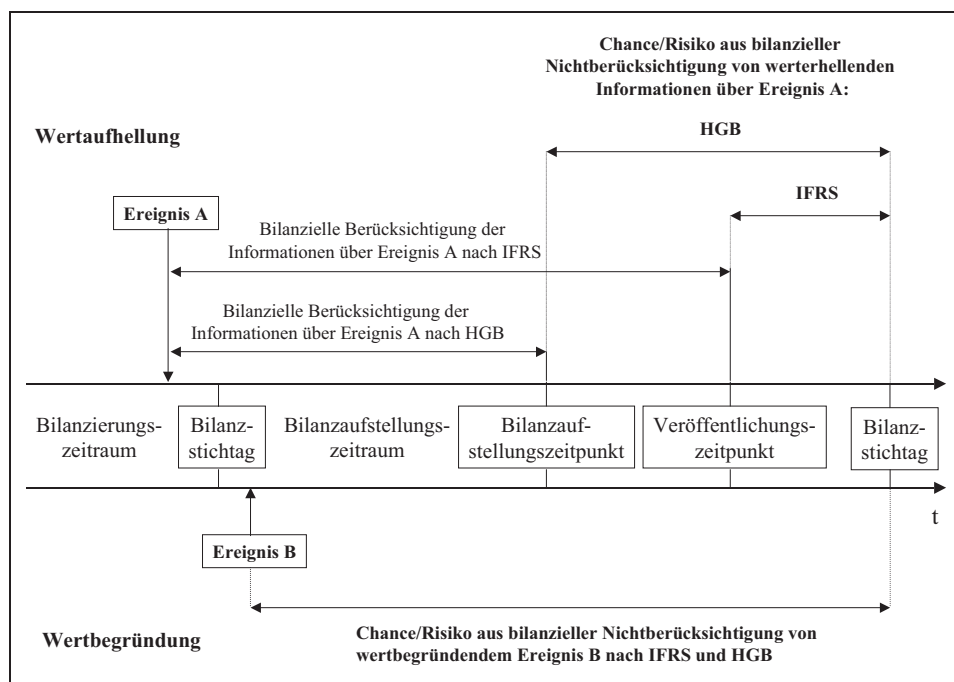 Chance/Risiko aus bilanzieller
Nichtberücksichtigung von werterhellenden
Informationen über Ereignis A:
Wertaufhellung
HGB
IFRS
Ereignis A
Bilanzielle Berücksichtigung der
Informationen über Ereignis A nach IFRS
Bilanzielle Berücksichtigung der
Informationen über Ereignis A nach HGB
Bilanzierungs-
zeitraum
Bilanz-
stichtag
Bilanzaufstellungs-
zeitraum
Bilanzauf-
stellungszeitpunkt
Veröffentlichungs-
zeitpunkt
Bilanz-
stichtag
t
Ereignis B
Wertbegründung
Chance/Risiko aus bilanzieller Nichtberücksichtigung von
wertbegründendem Ereignis B nach IFRS und HGB